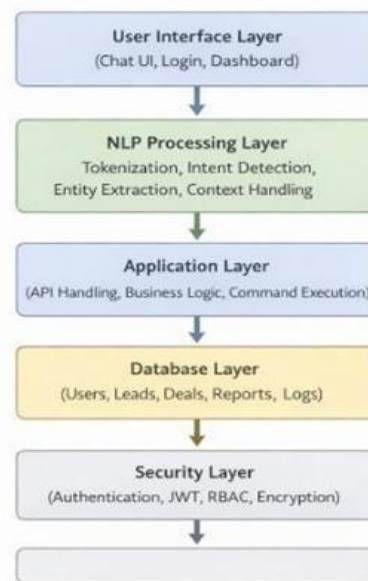 User Interface Layer
(Chat UI, Login, Dashboard)
NLP Processing Layer
Tokenization, Intent Detection,
Entity Extraction, Context Handling
Application Layer
(API Handling, Business Logic, Command Execution)
Database Layer
(Users, Leads, Deals, Reports, Logs)
Security Layer
(Authentication, JWT, RBAC, Encryption)